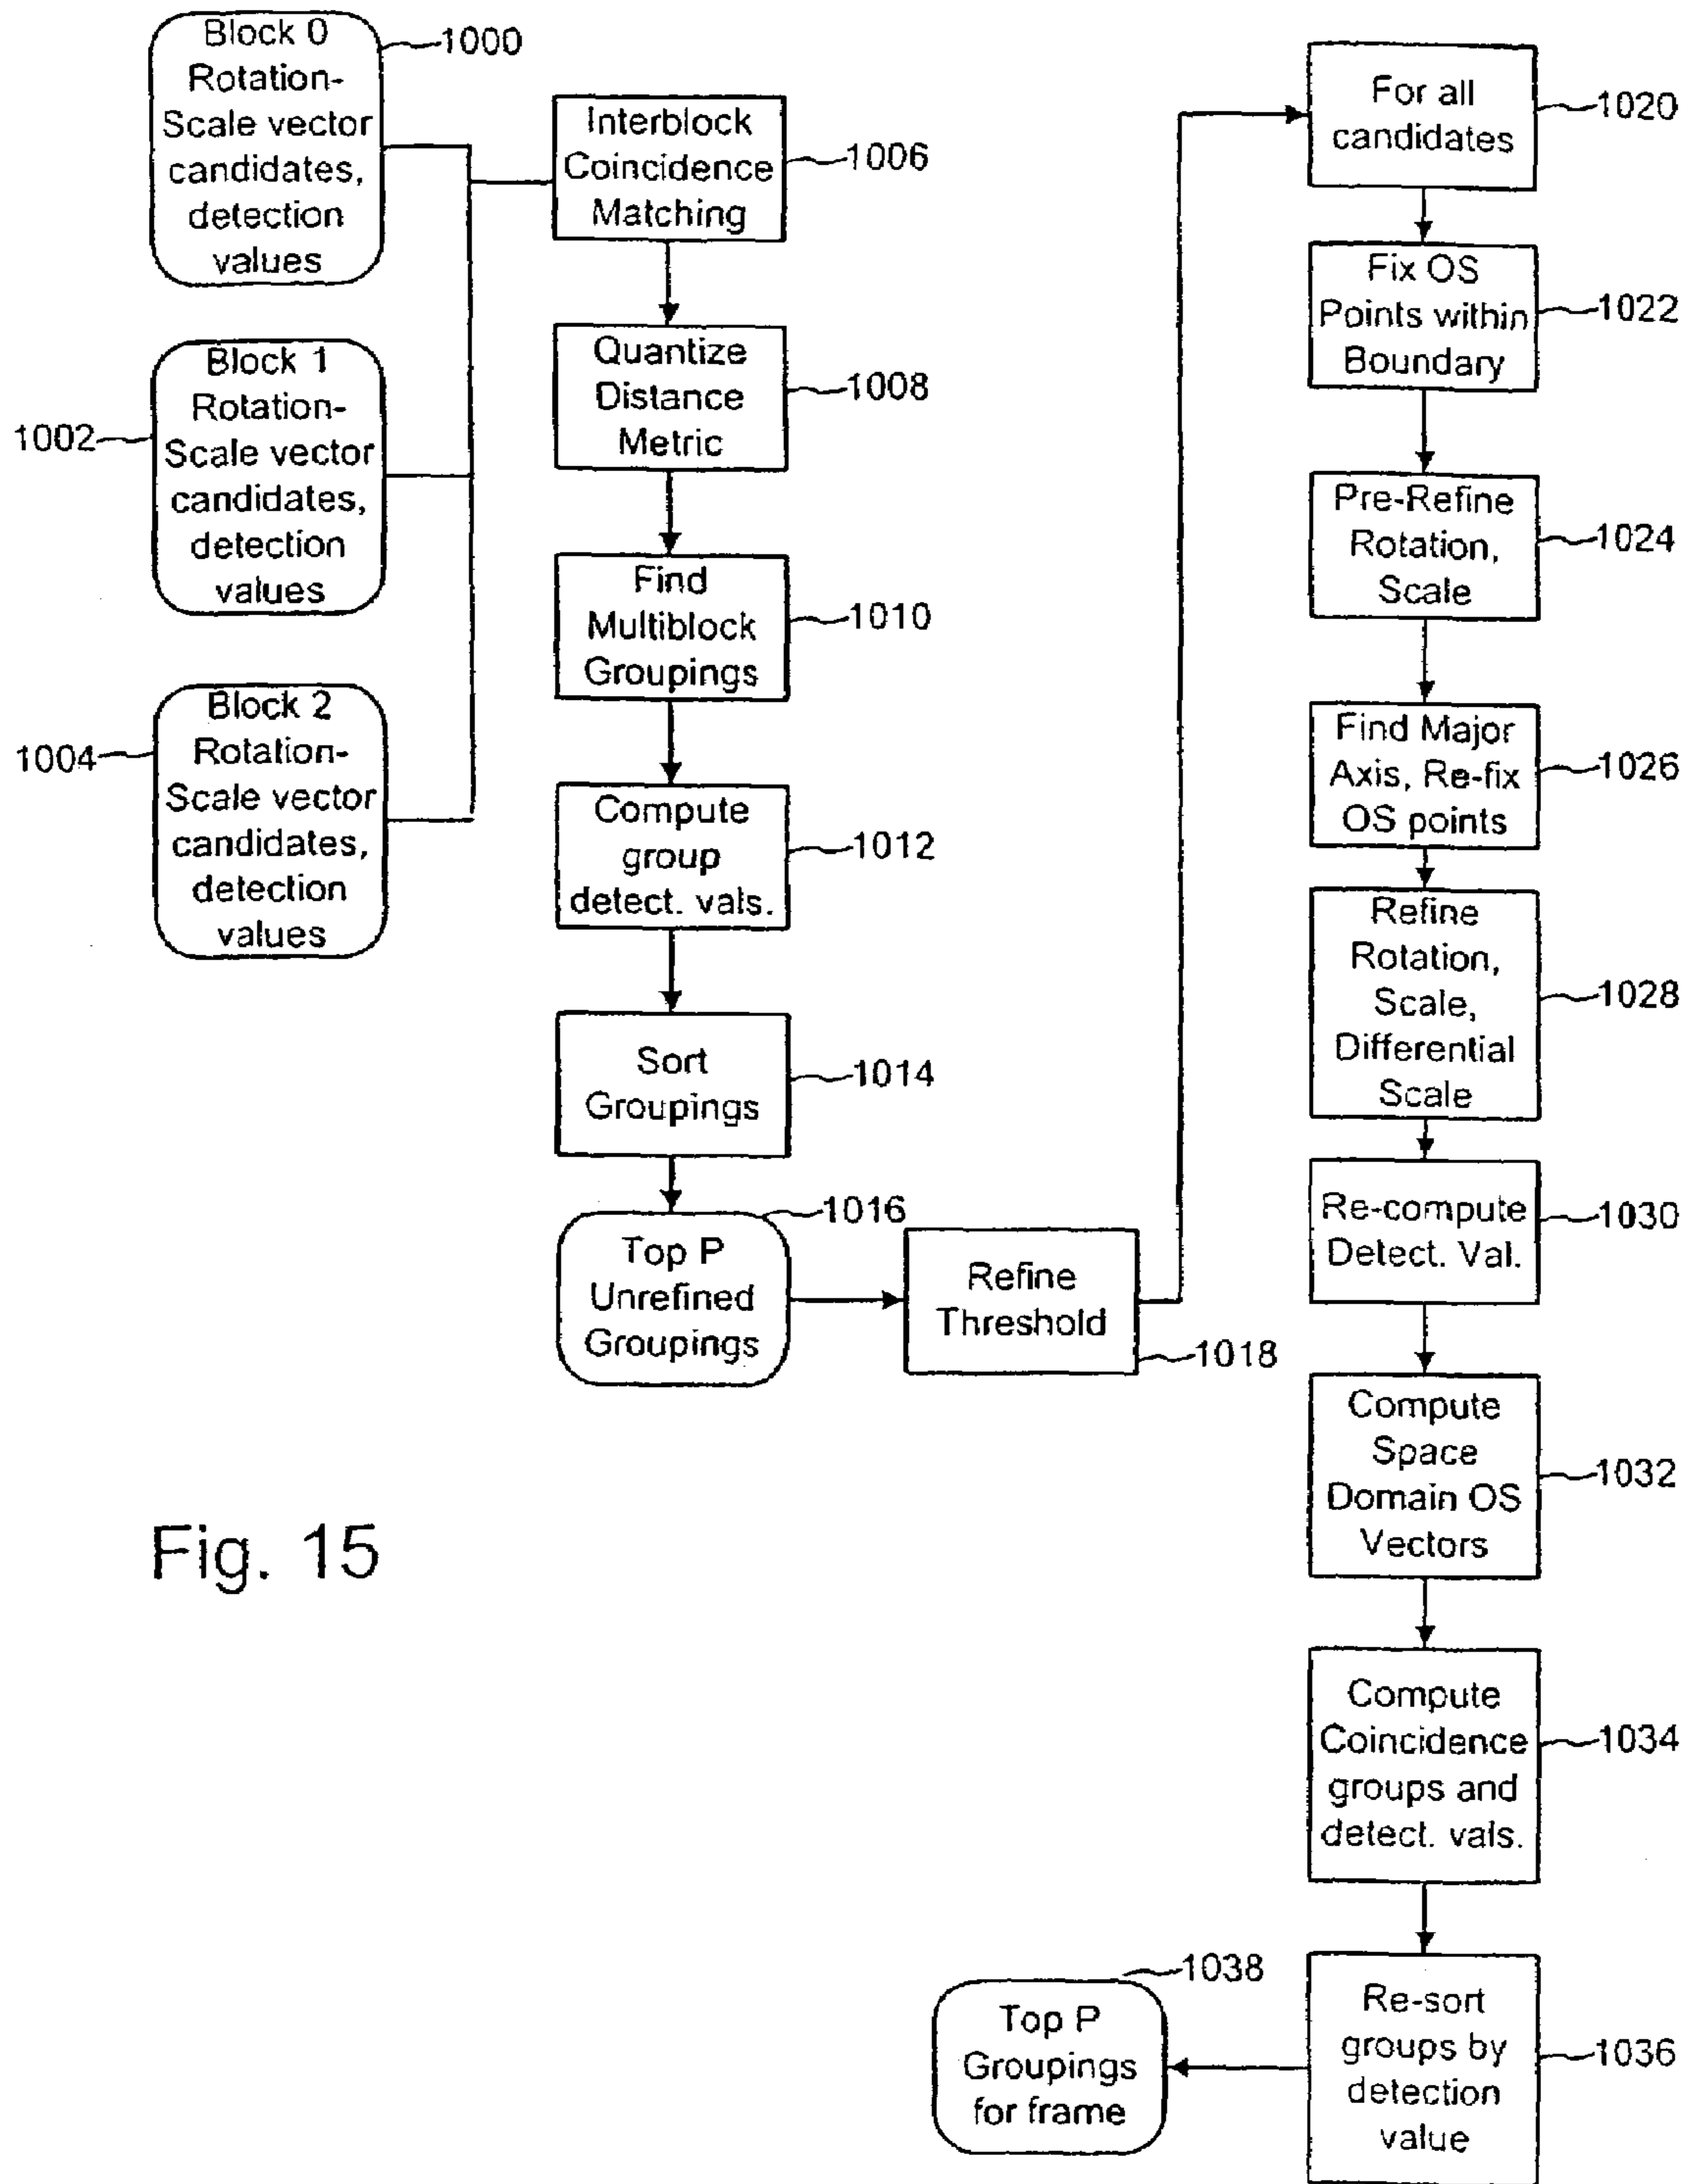 Block 0
Rotation-
Scale vector
candidates,
detection
values
1000
Block 1
Rotation-
Scale vector
candidates,
detection
values
1002
Block 2
Rotation-
Scale vector
candidates,
detection
values
1004
Interblock
Coincidence
Matching
1006
Quantize
Distance
Metric
1008
Find
Multiblock
Groupings
1010
Compute
group
detect. vals.
1012
Sort
Groupings
1014
Top P
Unrefined
Groupings
1016
Refine
Threshold
1018
For all
candidates
1020
Fix OS
Points within
Boundary
1022
Pre-Refine
Rotation,
Scale
1024
Find Major
Axis, Re-fix
OS points
1026
Refine
Rotation,
Scale,
Differential
Scale
1028
Re-compute
Detect. Val.
1030
Compute
Space
Domain OS
Vectors
1032
Compute
Coincidence
groups and
detect. vals.
1034
Re-sort
groups by
detection
value
1036
Top P
Groupings
for frame
1038
Fig. 15